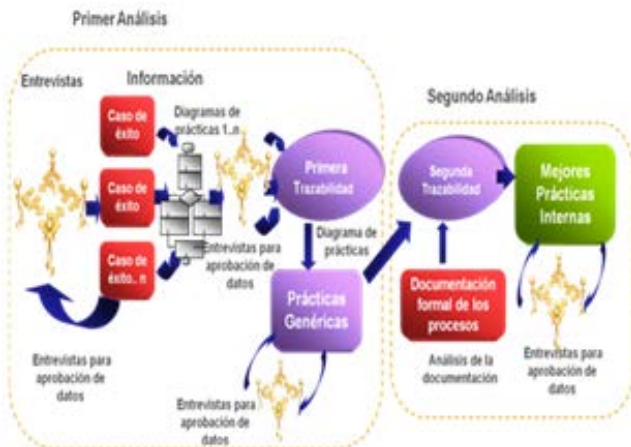 Primer Análisis
Entrevistas
Información
Caso de
éxito
Caso de
éxito
Caso de
éxito.. n
Diagramas de
prácticas 1..n
Entrevistas para
aprobación de
datos
Primera
Trazabilidad
Diagrama de
prácticas
Prácticas
Genéricas
Entrevistas para
aprobación de
datos
Entrevistas para
aprobación de
datos
Segundo Análisis
Segunda
Trazabilidad
Mejores
Prácticas
Internas
Documentación
formal de los
procesos
Análisis de la
documentación
Entrevistas para
aprobación de
datos